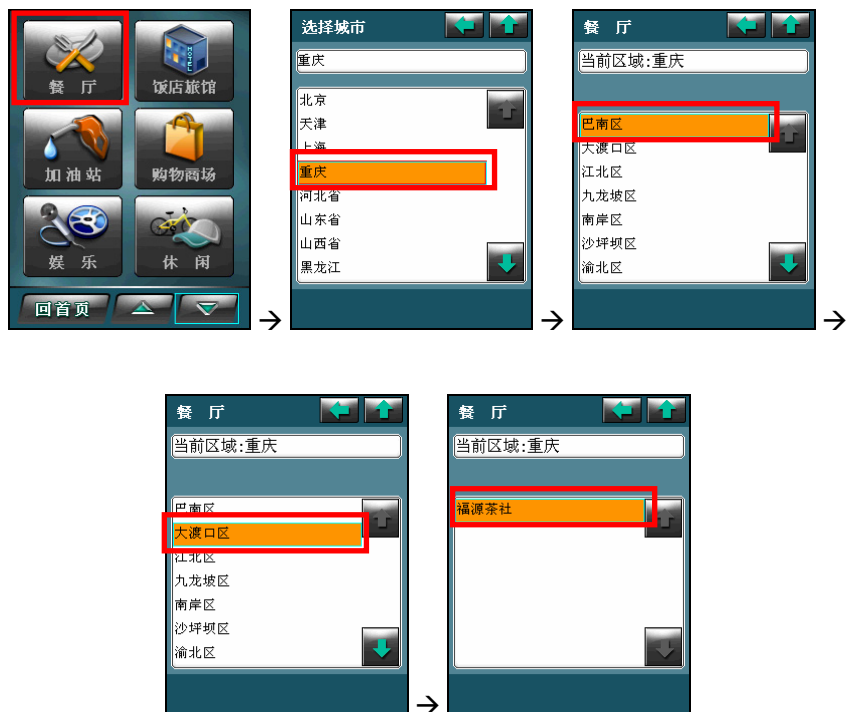 餐 厅
饭店旅馆
加 油 站
购物商场
娱 乐
休 闲
回首页
→
选择城市
重庆
北京
天津
上海
重庆
河北省
山东省
山西省
黑龙江
→
餐 厅
当前区域:重庆
巴南区
大渡口区
江北区
九龙坡区
南岸区
沙坪坝区
渝北区
→
餐 厅
当前区域:重庆
巴南区
大渡口区
江北区
九龙坡区
南岸区
沙坪坝区
渝北区
→
餐 厅
当前区域:重庆
福源茶社